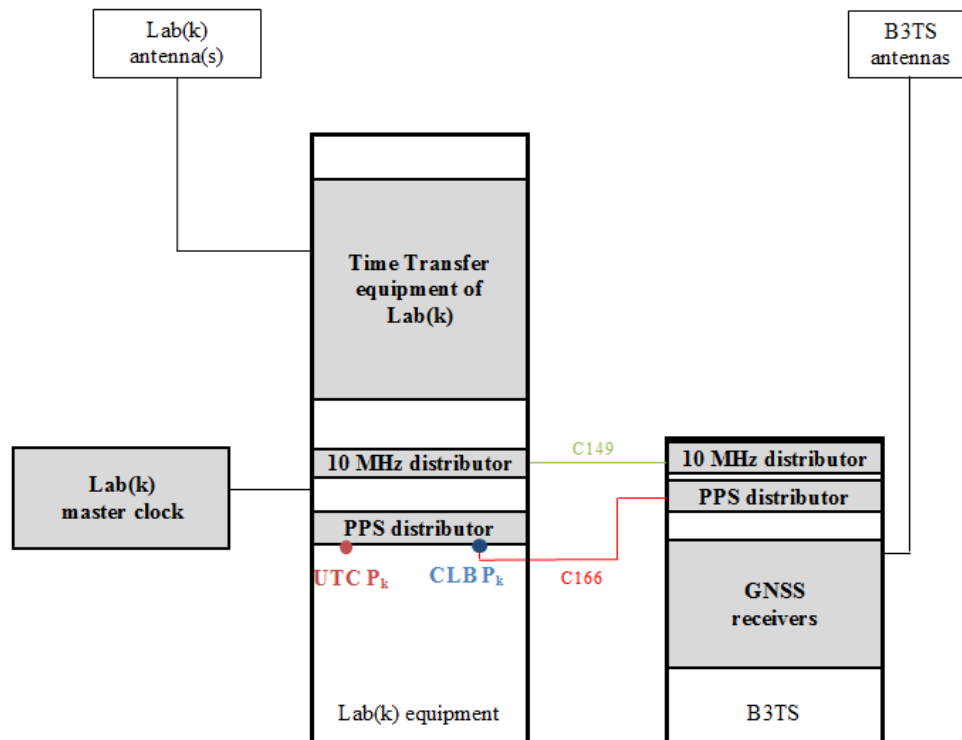 Lab(k)
antenna(s)
B3TS
antennas
Time Transfer
equipment of
Lab(k)
C149
10 MHz distributor
10 MHz distributor
Lab(k)
master clock
PPS distributor
PPS distributor
UTC Pk
CLB Pk
C166
GNSS
receivers
Lab(k) equipment
B3TS